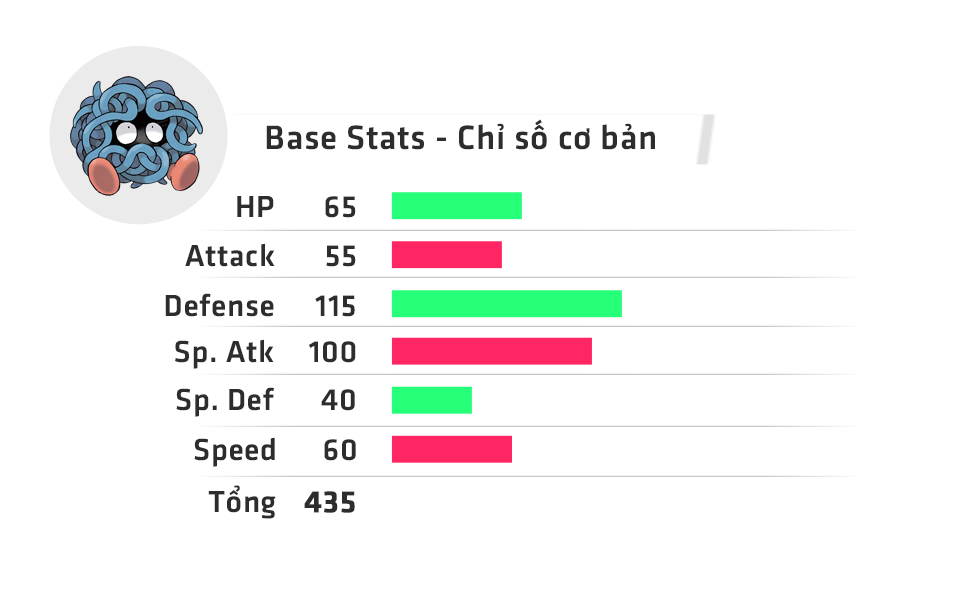 Base Stats - Chỉ số cơ bản
HP 65
Attack 55
Defense 115
Sp. Atk 100
Sp. Def 40
Speed 60
Tổng 435